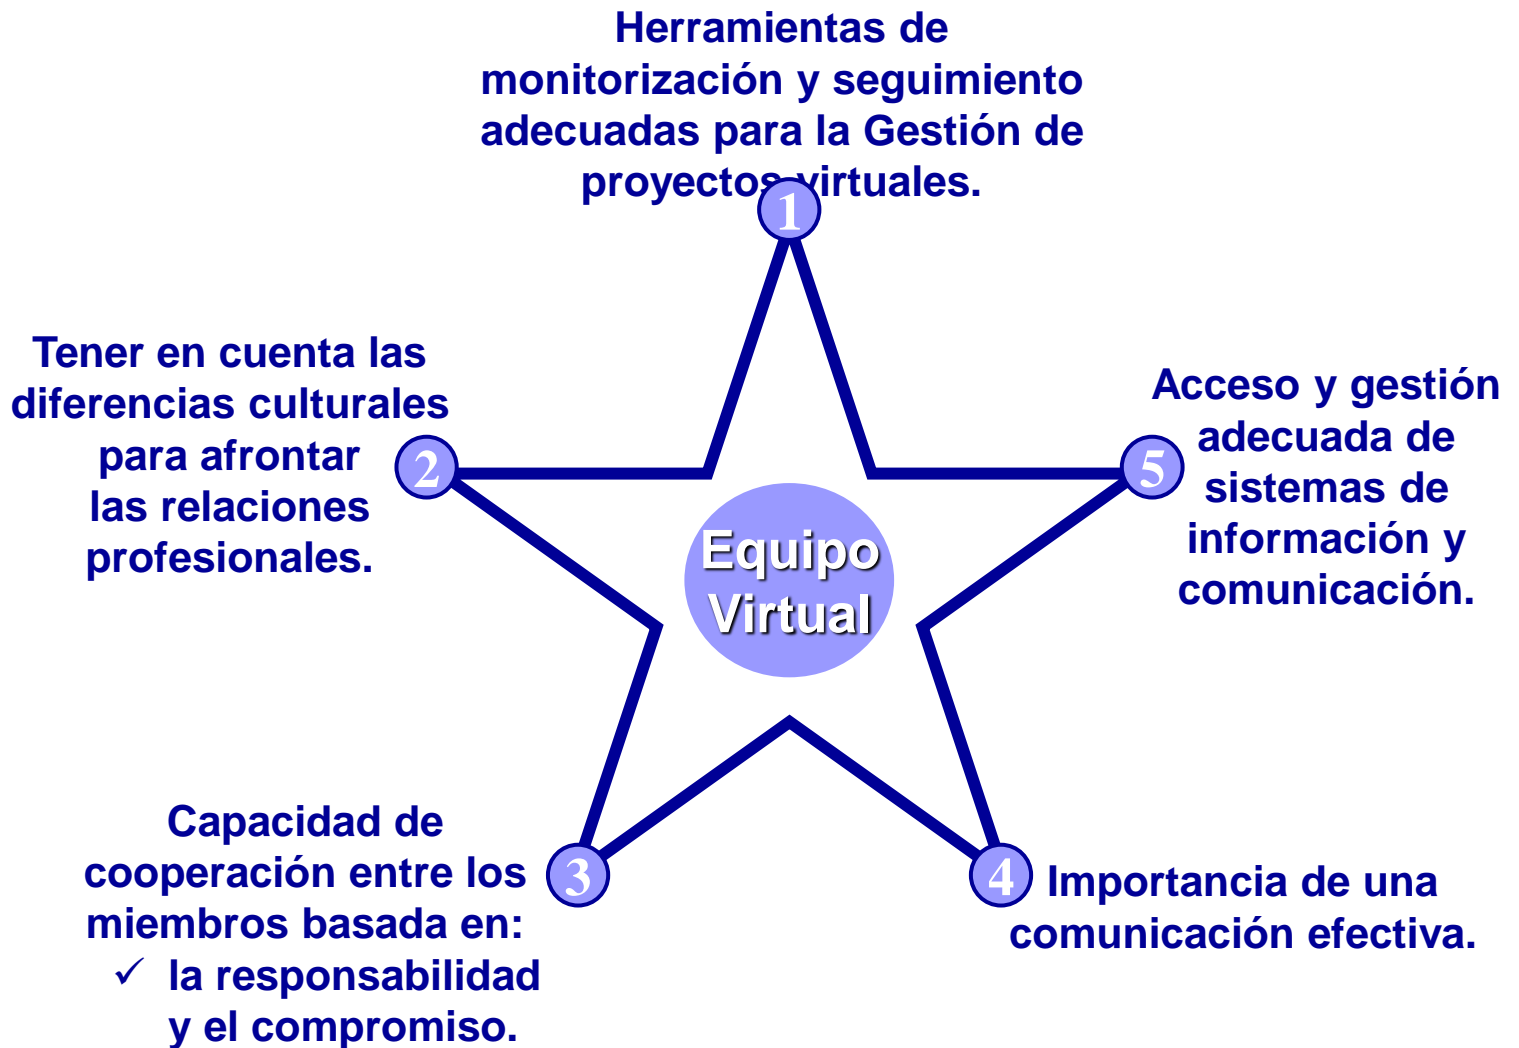 Herramientas de
monitorización y seguimiento
adecuadas para la Gestión de
proyectos virtuales.
1
Tener en cuenta las
diferencias culturales
para afrontar
las relaciones
profesionales.
2
Acceso y gestión
adecuada de
sistemas de
información y
comunicación.
5
Equipo
Virtual
Capacidad de
cooperación entre los
miembros basada en:
✓ la responsabilidad
y el compromiso.
3
4
Importancia de una
comunicación efectiva.